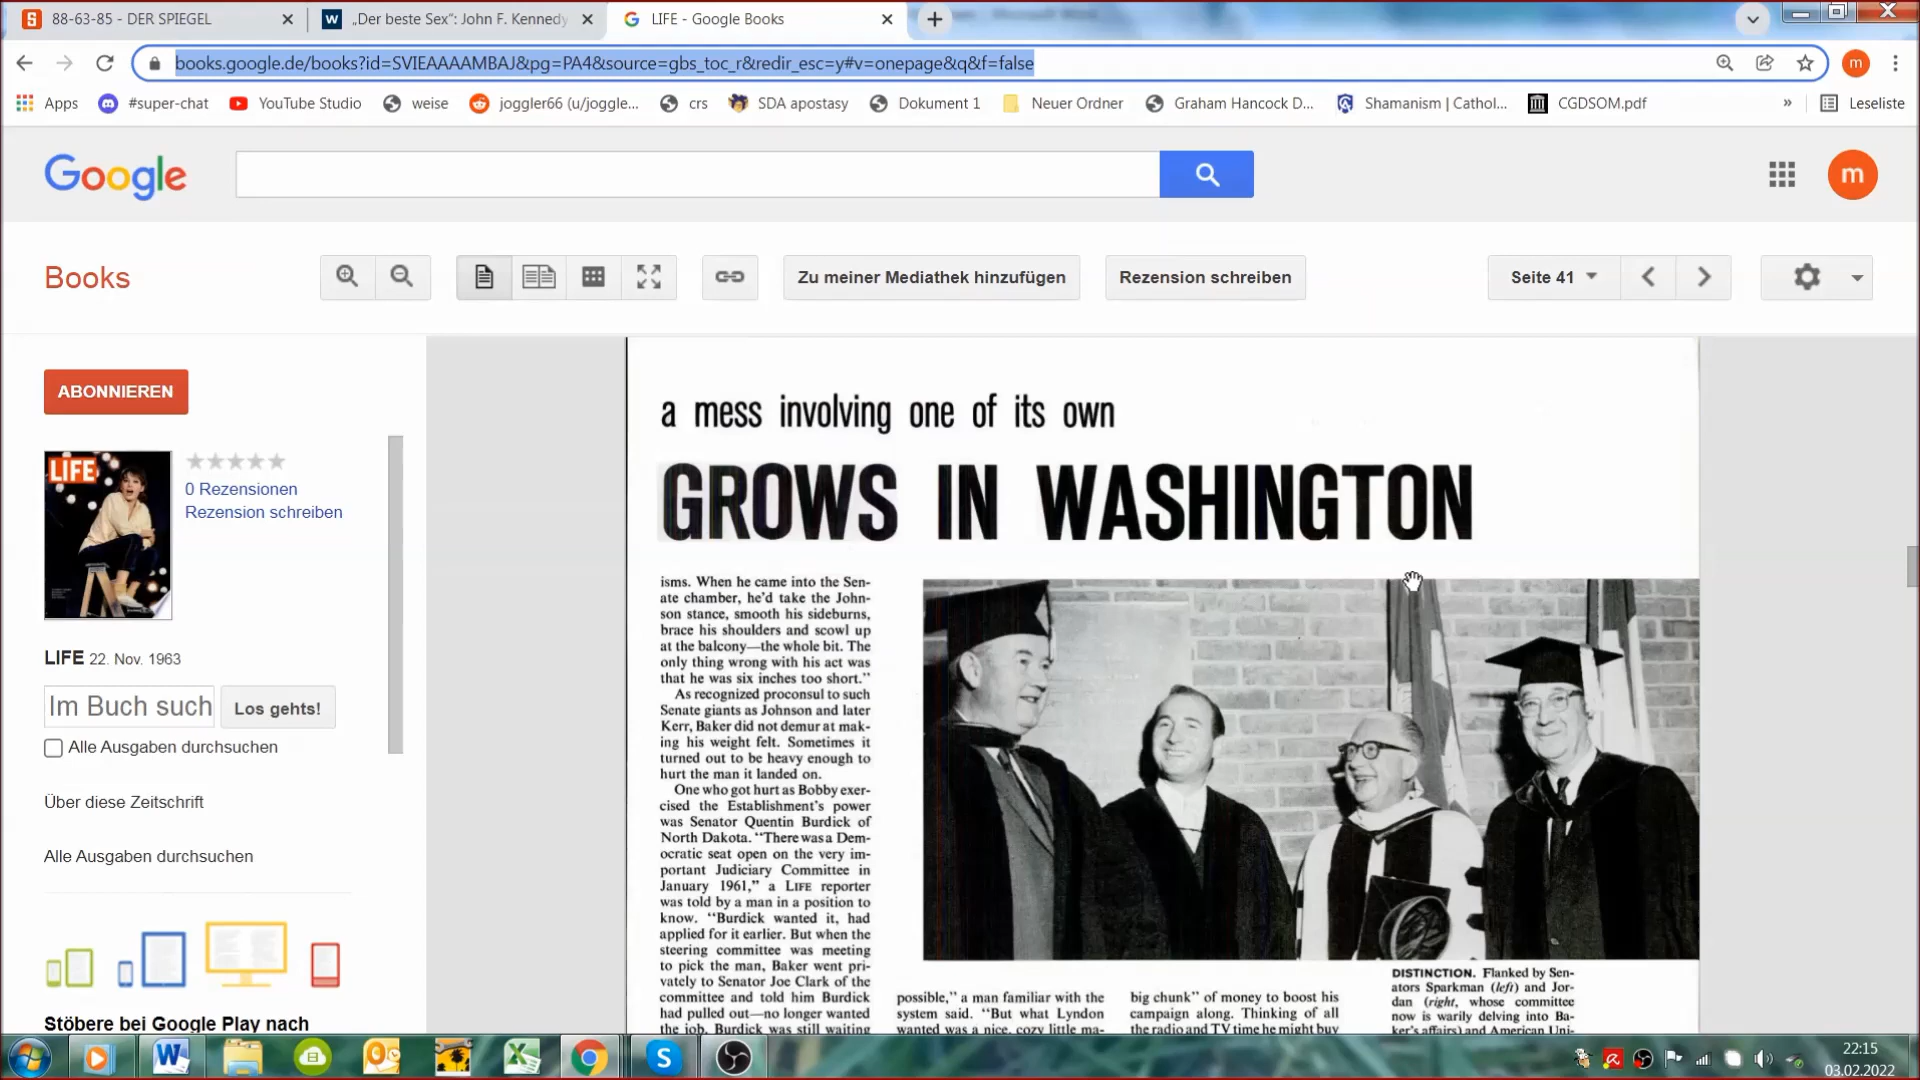 88-63-85 - DER SPIEGEL
„Der beste Sex“: John F. Kennedy
LIFE - Google Books
books.google.de/books?id=SVIEAAAAMBAJ&pg=PA4&source=gbs_toc_r&redir_esc=y#v=onepage&q&f=false
m
Apps
#super-chat
YouTube Studio
weise
joggler66 (u/joggle...
crs
SDA apostasy
Dokument 1
Neuer Ordner
Graham Hancock D...
Shamanism | Cathol...
CGDSOM.pdf
»
Leseliste
Google
m
Books
Zu meiner Mediathek hinzufügen
Rezension schreiben
Seite 41
ABONNIEREN
LIFE
0 Rezensionen
Rezension schreiben
LIFE 22. Nov. 1963
Im Buch such
Los gehts!
Alle Ausgaben durchsuchen
Über diese Zeitschrift
Alle Ausgaben durchsuchen
Stöbere bei Google Play nach
a mess involving one of its own
GROWS IN WASHINGTON
isms. When he came into the Sen-
ate chamber, he'd take the John-
son stance, smooth his sideburns,
brace his shoulders and scowl up
at the balcony—the whole bit. The
only thing wrong with his act was
that he was six inches too short."
As recognized proconsul to such
Senate giants as Johnson and later
Kerr, Baker did not demur at mak-
ing his weight felt. Sometimes it
turned out to be heavy enough to
hurt the man it landed on.
One who got hurt as Bobby exer-
cised the Establishment's power
was Senator Quentin Burdick of
North Dakota. "There was a Dem-
ocratic seat open on the very im-
portant Judiciary Committee in
January 1961," a LIFE reporter
was told by a man in a position to
know. "Burdick wanted it, had
applied for it earlier. But when the
steering committee was meeting
to pick the man, Baker went pri-
vately to Senator Joe Clark of the
committee and told him Burdick
had pulled out—no longer wanted
the job. Burdick was still waiting
possible," a man familiar with the
system said. "But what Lyndon
wanted was a nice, cozy little ma-
big chunk" of money to boost his
campaign along. Thinking of all
the radio and TV time he might buy
DISTINCTION. Flanked by Sen-
ators Sparkman (left) and Jor-
dan (right, whose committee
now is warily delving into Ba-
ker's affairs) and American Uni-
22:15
03.02.2022